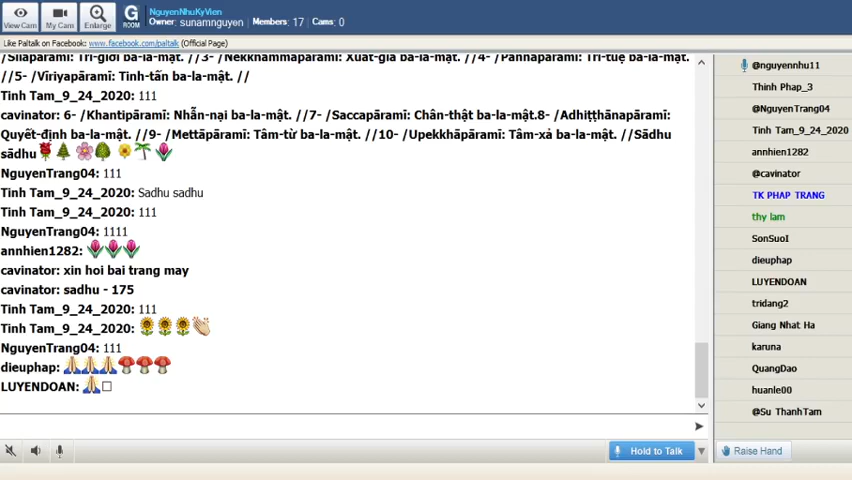 View Cam
My Cam
Enlarge
G
ROOM
NguyenNhuKyVien
Owner: sunamnguyen Members: 17 Cams: 0
Like Paltalk on Facebook: www.facebook.com/paltalk (Official Page)
/Sīlapāramī: Trì-giới ba-la-mật. //3- /Nekkhammapāramī: Xuất-gia ba-la-mật. //4- /Paññāpāramī: Trí-tuệ ba-la-mật.
//5- /Vīriyapāramī: Tinh-tấn ba-la-mật. //
Tinh Tam_9_24_2020: 111
cavinator: 6- /Khantipāramī: Nhẫn-nại ba-la-mật. //7- /Saccapāramī: Chân-thật ba-la-mật.8- /Adhiṭṭhānapāramī:
Quyết-định ba-la-mật. //9- /Mettāpāramī: Tâm-từ ba-la-mật. //10- /Upekkhāpāramī: Tâm-xả ba-la-mật. //Sādhu
sādhu
NguyenTrang04: 111
Tinh Tam_9_24_2020: Sadhu sadhu
Tinh Tam_9_24_2020: 111
NguyenTrang04: 1111
annhien1282:
cavinator: xin hoi bai trang may
cavinator: sadhu - 175
Tinh Tam_9_24_2020: 111
Tinh Tam_9_24_2020:
NguyenTrang04: 111
dieuphap:
LUYENDOAN:
Hold to Talk
@nguyennhu11
Thinh Phap_3
@NguyenTrang04
Tinh Tam_9_24_2020
annhien1282
@cavinator
TK PHAP TRANG
thy lam
SonSuoI
dieuphap
LUYENDOAN
tridang2
Giang Nhat Ha
karuna
QuangDao
huanle00
@Su ThanhTam
Raise Hand